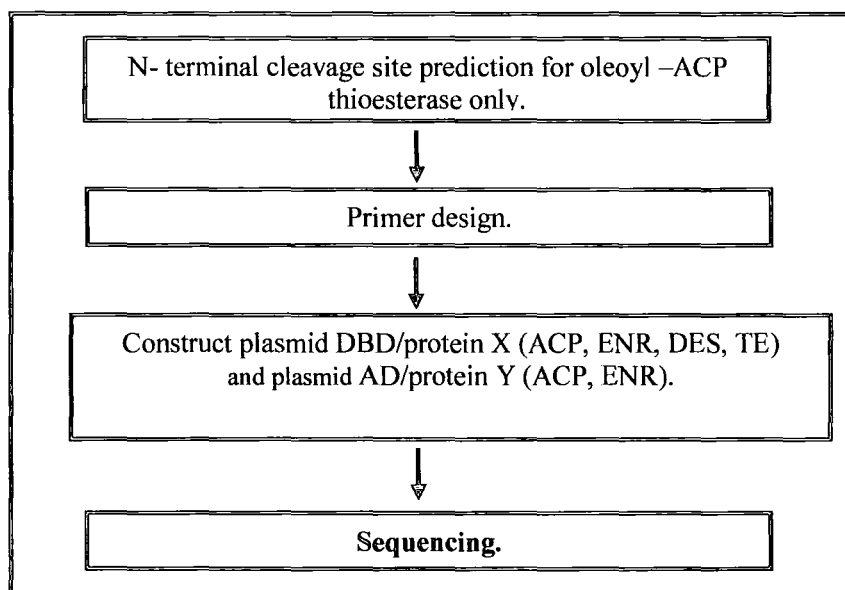 N- terminal cleavage site prediction for oleoyl –ACP
thioesterase only.
Primer design.
Construct plasmid DBD/protein X (ACP, ENR, DES, TE)
and plasmid AD/protein Y (ACP, ENR).
Sequencing.